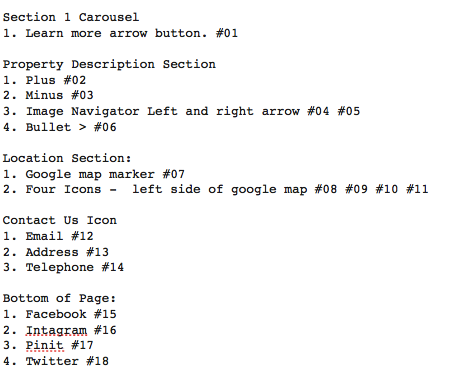 Section 1 Carousel
1. Learn more arrow button. #01
Property Description Section
1. Plus #02
2. Minus #03
3. Image Navigator Left and right arrow #04 #05
4. Bullet > #06
Location Section:
1. Google map marker #07
2. Four Icons -  left side of google map #08 #09 #10 #11
Contact Us Icon
1. Email #12
2. Address #13
3. Telephone #14
Bottom of Page:
1. Facebook #15
2. Intagram #16
3. Pinit #17
4. Twitter #18